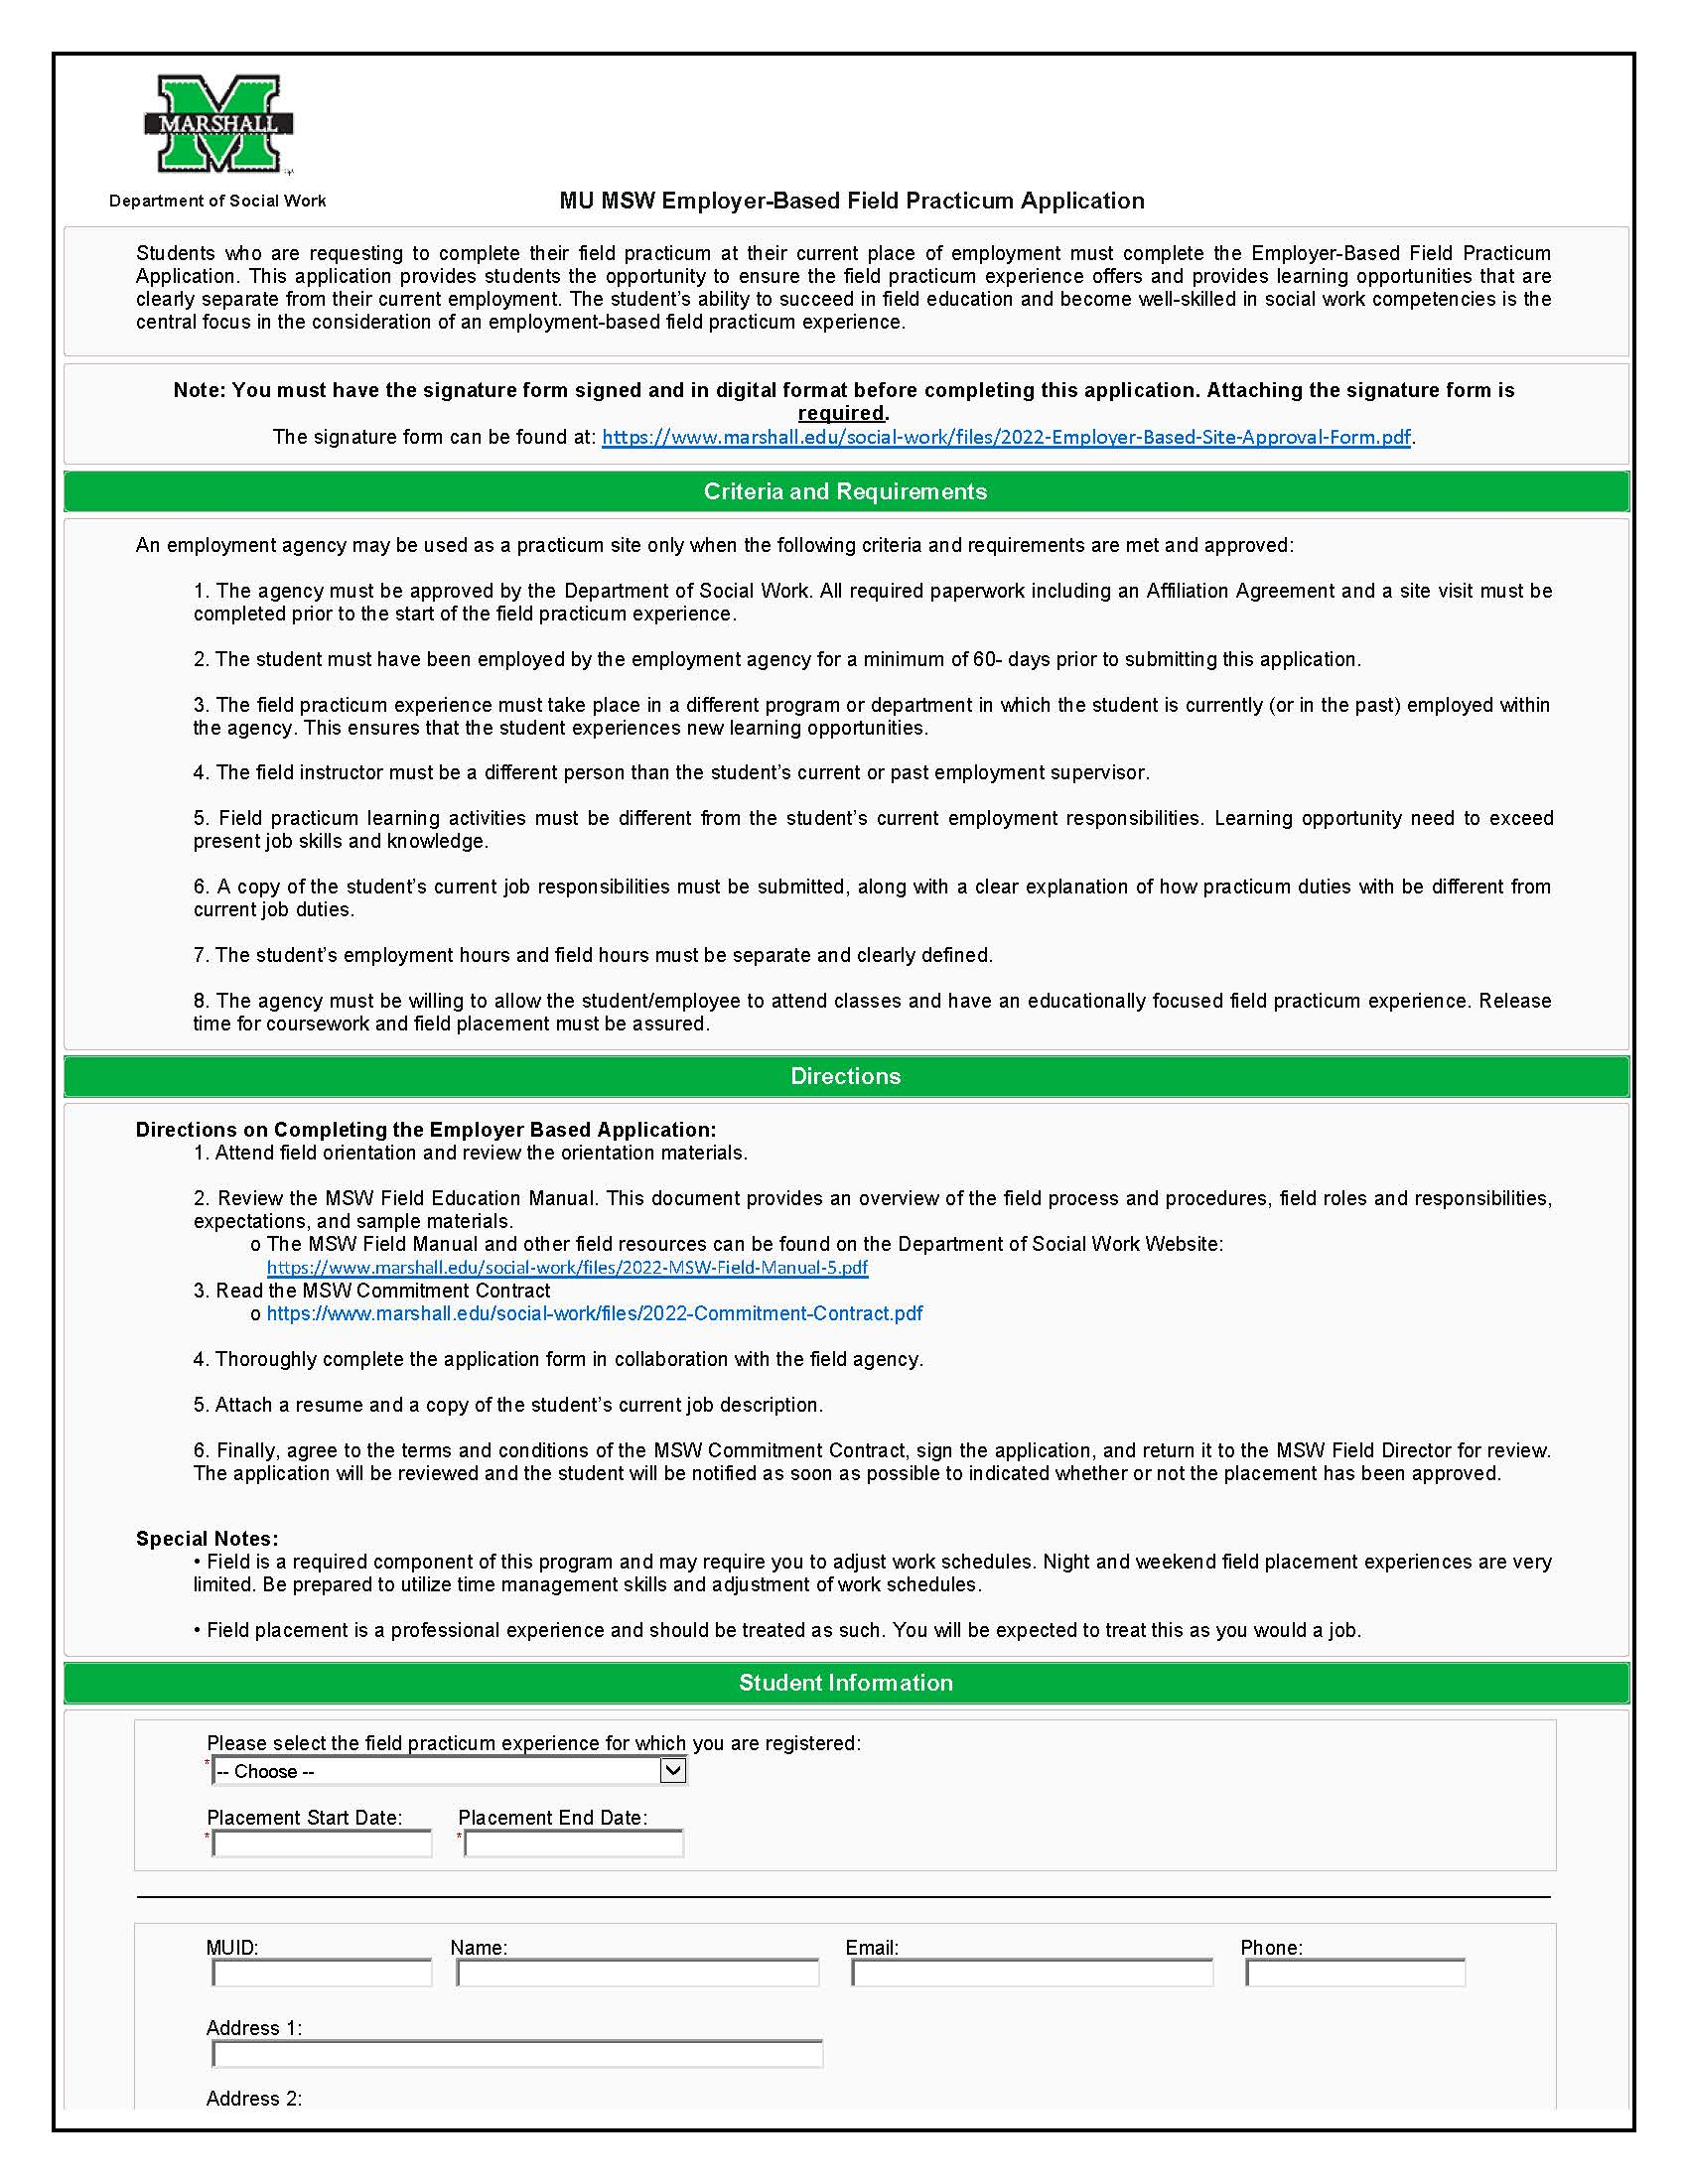 MARSHALL
Department of Social Work
MU MSW Employer-Based Field Practicum Application
Students who are requesting to complete their field practicum at their current place of employment must complete the Employer-Based Field Practicum
Application. This application provides students the opportunity to ensure the field practicum experience offers and provides learning opportunities that are
clearly separate from their current employment. The student’s ability to succeed in field education and become well-skilled in social work competencies is the
central focus in the consideration of an employment-based field practicum experience.
Note: You must have the signature form signed and in digital format before completing this application. Attaching the signature form is
required.
The signature form can be found at: https://www.marshall.edu/social-work/files/2022-Employer-Based-Site-Approval-Form.pdf.
Criteria and Requirements
An employment agency may be used as a practicum site only when the following criteria and requirements are met and approved:
1. The agency must be approved by the Department of Social Work. All required paperwork including an Affiliation Agreement and a site visit must be
completed prior to the start of the field practicum experience.
2. The student must have been employed by the employment agency for a minimum of 60- days prior to submitting this application.
3. The field practicum experience must take place in a different program or department in which the student is currently (or in the past) employed within
the agency. This ensures that the student experiences new learning opportunities.
4. The field instructor must be a different person than the student’s current or past employment supervisor.
5. Field practicum learning activities must be different from the student’s current employment responsibilities. Learning opportunity need to exceed
present job skills and knowledge.
6. A copy of the student’s current job responsibilities must be submitted, along with a clear explanation of how practicum duties with be different from
current job duties.
7. The student’s employment hours and field hours must be separate and clearly defined.
8. The agency must be willing to allow the student/employee to attend classes and have an educationally focused field practicum experience. Release
time for coursework and field placement must be assured.
Directions
Directions on Completing the Employer Based Application:
1. Attend field orientation and review the orientation materials.
2. Review the MSW Field Education Manual. This document provides an overview of the field process and procedures, field roles and responsibilities,
expectations, and sample materials.
o The MSW Field Manual and other field resources can be found on the Department of Social Work Website:
https://www.marshall.edu/social-work/files/2022-MSW-Field-Manual-5.pdf
3. Read the MSW Commitment Contract
o https://www.marshall.edu/social-work/files/2022-Commitment-Contract.pdf
4. Thoroughly complete the application form in collaboration with the field agency.
5. Attach a resume and a copy of the student’s current job description.
6. Finally, agree to the terms and conditions of the MSW Commitment Contract, sign the application, and return it to the MSW Field Director for review.
The application will be reviewed and the student will be notified as soon as possible to indicated whether or not the placement has been approved.
Special Notes:
• Field is a required component of this program and may require you to adjust work schedules. Night and weekend field placement experiences are very
limited. Be prepared to utilize time management skills and adjustment of work schedules.
• Field placement is a professional experience and should be treated as such. You will be expected to treat this as you would a job.
Student Information
Please select the field practicum experience for which you are registered:
* -- Choose --
Placement Start Date: Placement End Date:
* *
MUID: Name: Email: Phone:
Address 1:
Address 2: